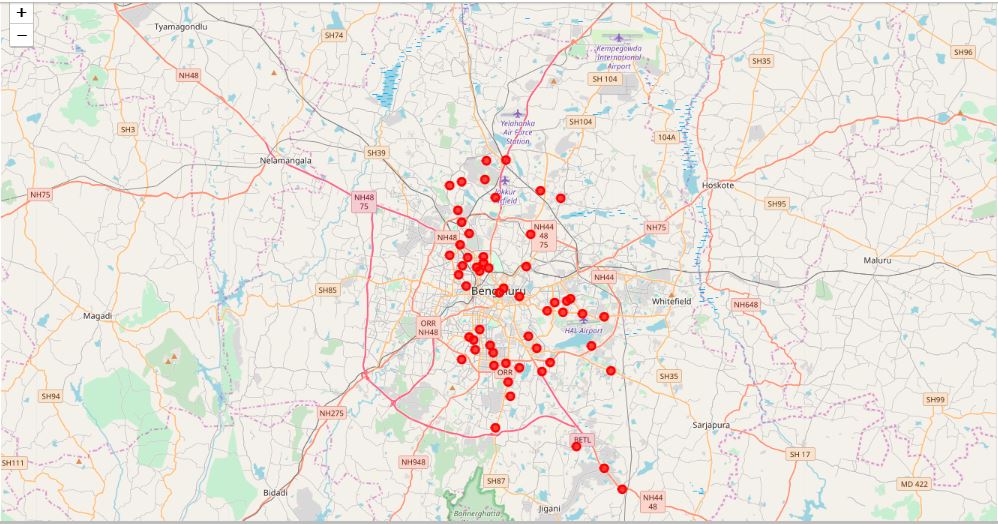 +
−
Tyamagondlu
SH74
Kempegowda
International
Airport
SH96
SH35
NH48
SH 104
Yelahanka
Air Force
Station
SH104
SH3
104A
SH39
Nelamangala
Hoskote
NH75
NH48
75
Jakkur
field
SH95
NH48
NH44
48
75
NH75
Maluru
NH44
SH85
Bengaluru
Whitefield
NH648
Magadi
ORR
NH48
HAL Airport
ORR
SH35
SH94
SH99
NH275
Sarjapura
BETL
SH 17
SH111
NH948
SH87
MD 422
Bidadi
NH44
48
Jigani
Bannerghatta